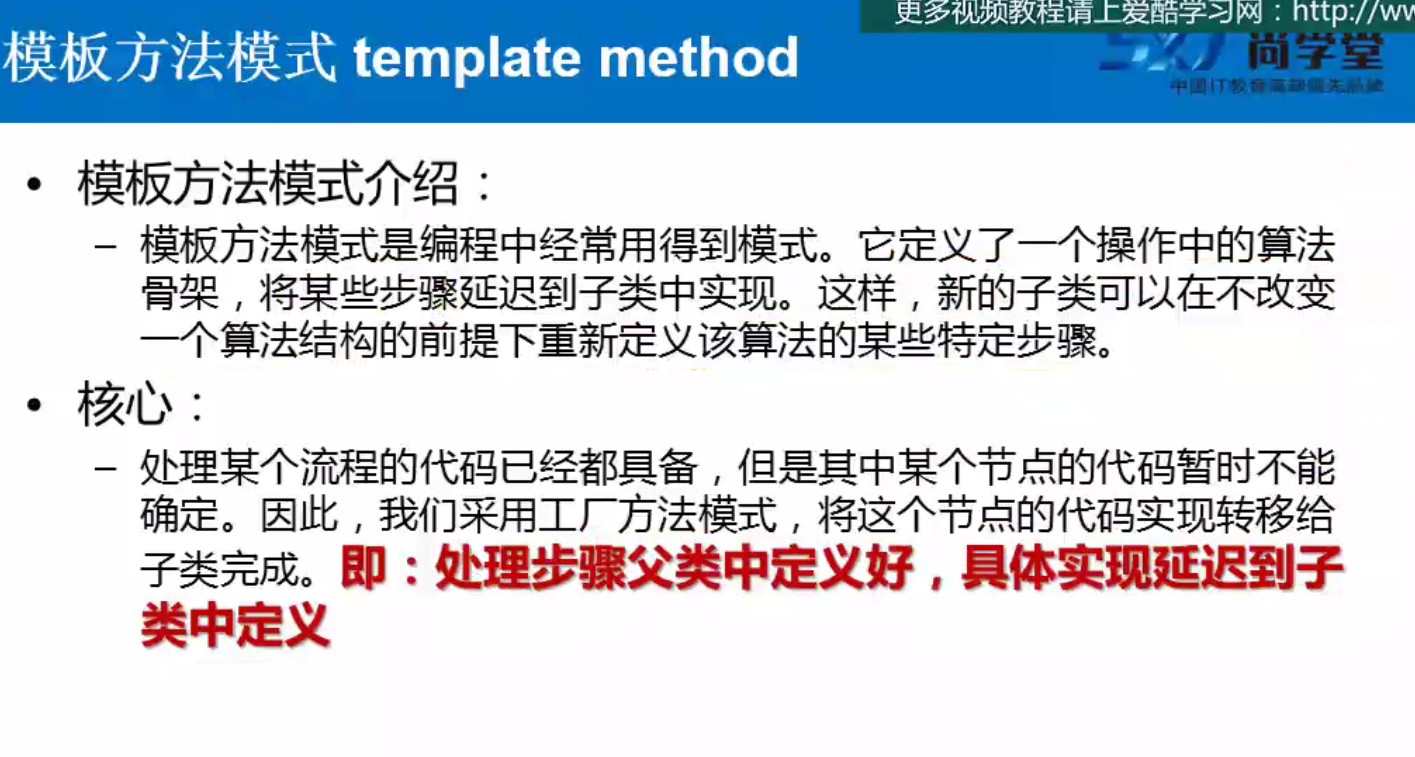 更多视频教程请上爱酷学习网：http://ww
模板方法模式 template method
尚学堂
中国IT教育高端领先品牌
• 模板方法模式介绍：
– 模板方法模式是编程中经常用得到模式。它定义了一个操作中的算法
骨架，将某些步骤延迟到子类中实现。这样，新的子类可以在不改变
一个算法结构的前提下重新定义该算法的某些特定步骤。
• 核心：
– 处理某个流程的代码已经都具备，但是其中某个节点的代码暂时不能
确定。因此，我们采用工厂方法模式，将这个节点的代码实现转移给
子类完成。即：处理步骤父类中定义好，具体实现延迟到子
类中定义